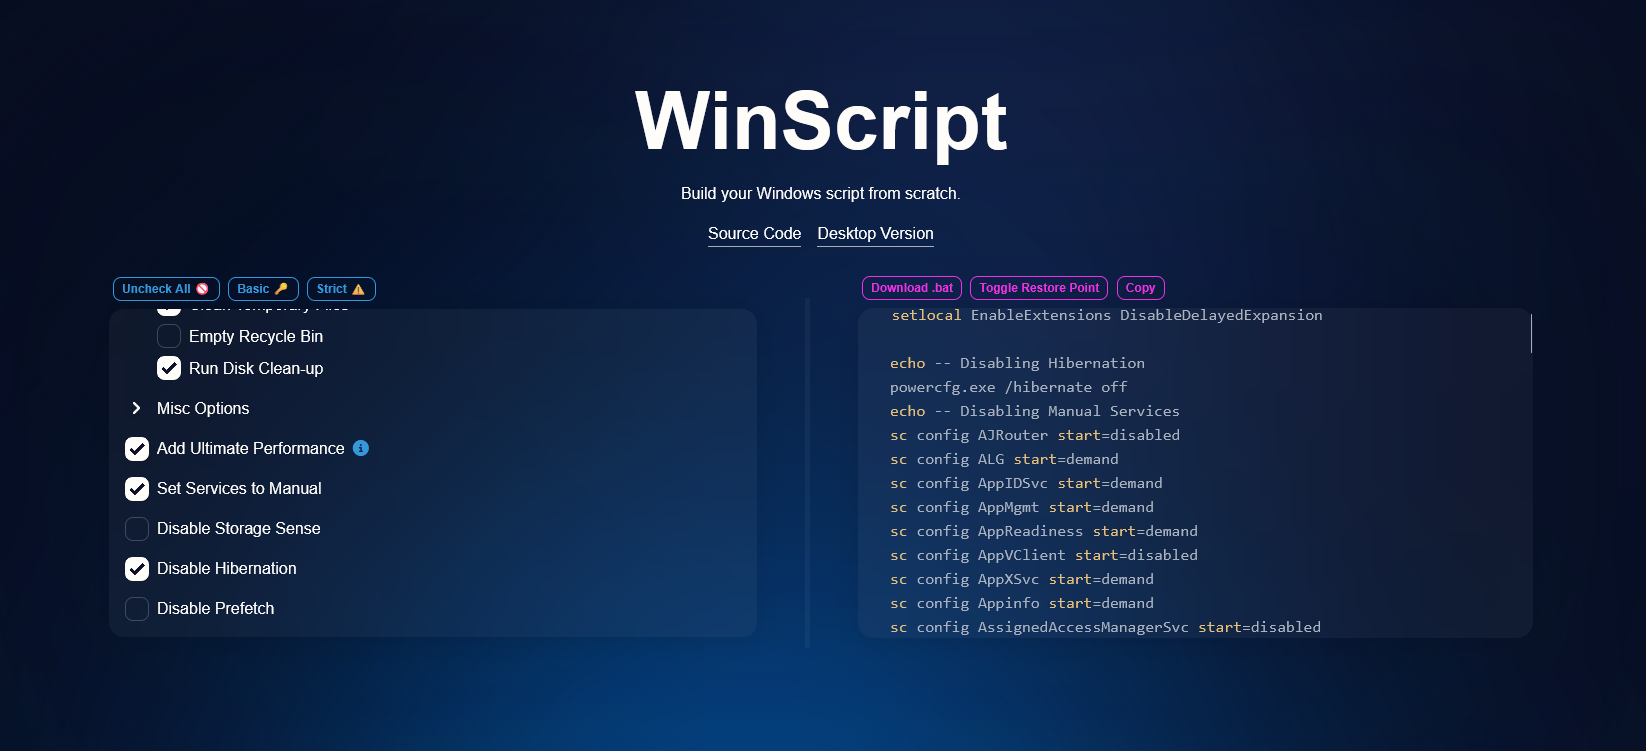 WinScript
Build your Windows script from scratch.
Source Code Desktop Version
Uncheck All 🚫 Basic 🔑 Strict ⚠️
Clean Temporary Files
Empty Recycle Bin
Run Disk Clean-up
Misc Options
Add Ultimate Performance
Set Services to Manual
Disable Storage Sense
Disable Hibernation
Disable Prefetch
Download .bat Toggle Restore Point Copy
setlocal EnableExtensions DisableDelayedExpansion
echo -- Disabling Hibernation
powercfg.exe /hibernate off
echo -- Disabling Manual Services
sc config AJRouter start=disabled
sc config ALG start=demand
sc config AppIDSvc start=demand
sc config AppMgmt start=demand
sc config AppReadiness start=demand
sc config AppVClient start=disabled
sc config AppXSvc start=demand
sc config Appinfo start=demand
sc config AssignedAccessManagerSvc start=disabled